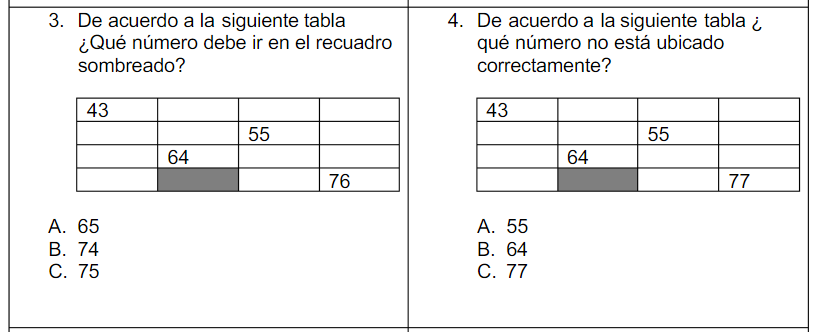 3. De acuerdo a la siguiente tabla
¿Qué número debe ir en el recuadro
sombreado?
43
55
64
76
A. 65
B. 74
C. 75
4. De acuerdo a la siguiente tabla ¿
qué número no está ubicado
correctamente?
43
55
64
77
A. 55
B. 64
C. 77